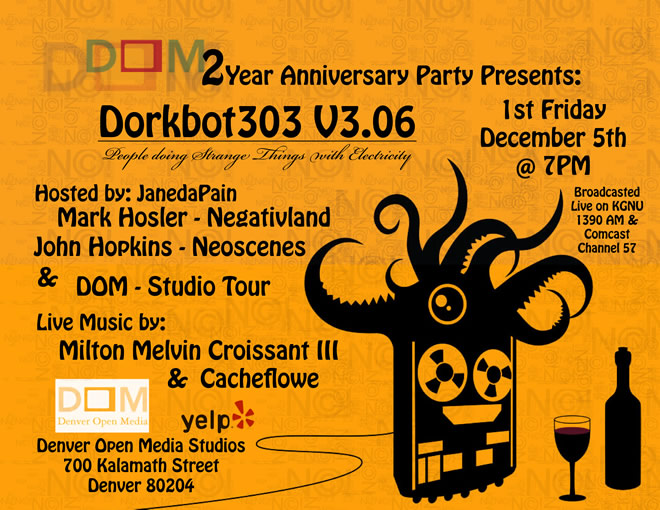 DOM 2 Year Anniversary Party Presents:
Dorkbot303 V3.06
People doing Strange Things with Electricity
1st Friday
December 5th
@ 7PM
Broadcasted
Live on KGNU
1390 AM &
Comcast
Channel 57
Hosted by: JanedaPain
Mark Hosler - Negativland
John Hopkins - Neoscenes
& DOM - Studio Tour
Live Music by:
Milton Melvin Croissant III
& Cacheflowe
DOM
Denver Open Media
yelp
Denver Open Media Studios
700 Kalamath Street
Denver 80204